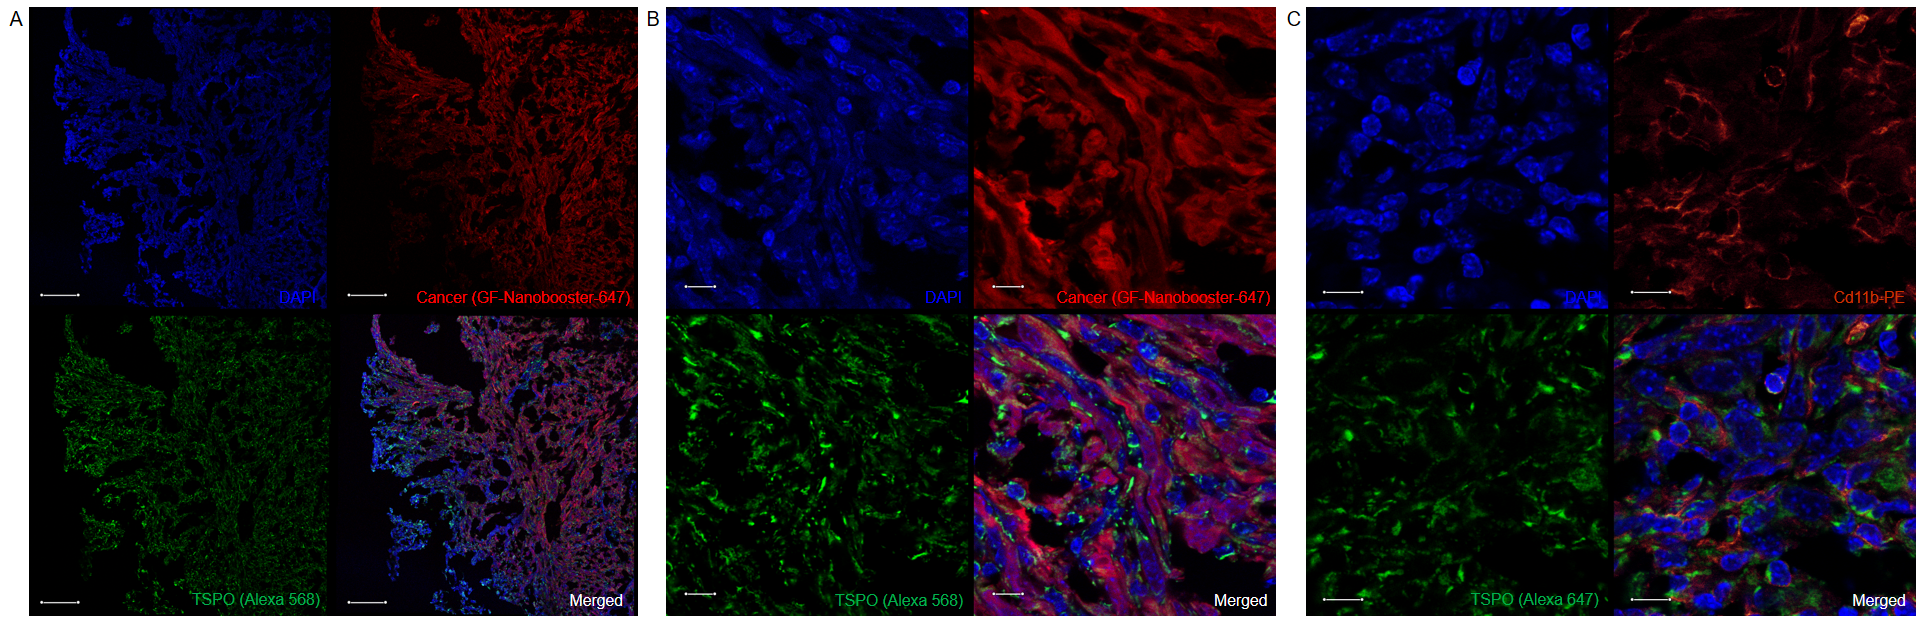 A
B
C
DAPI
Cancer (GF-Nanobooster-647)
DAPI
Cancer (GF-Nanobooster-647)
DAPI
Cd11b-PE
TSPO (Alexa 568)
Merged
TSPO (Alexa 568)
Merged
TSPO (Alexa 647)
Merged